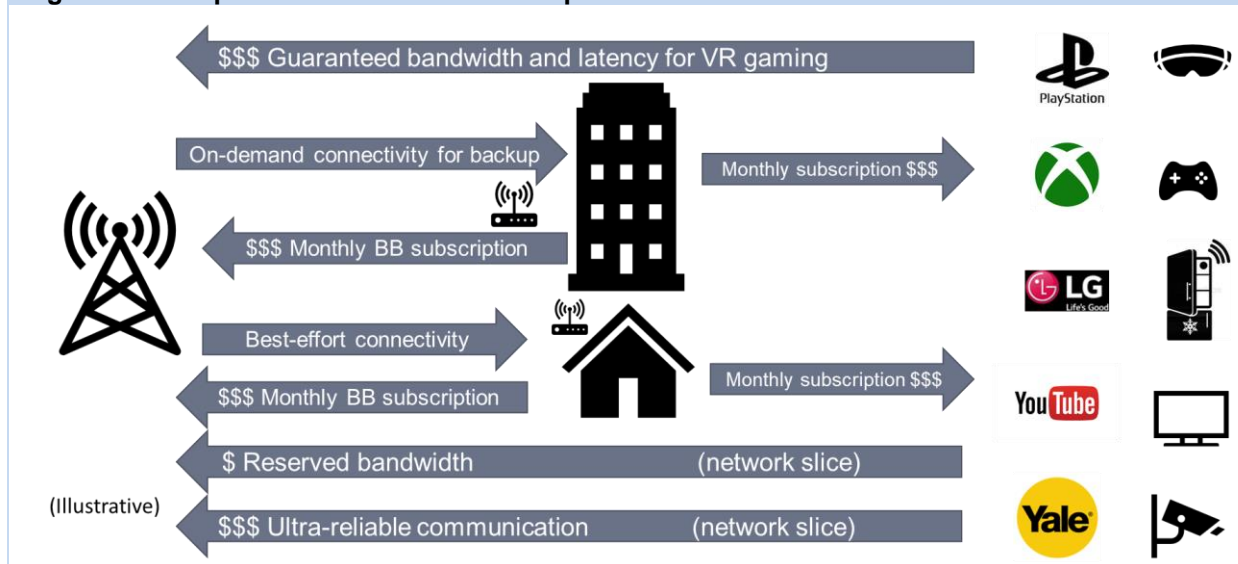 $$$ Guaranteed bandwidth and latency for VR gaming
PlayStation
On-demand connectivity for backup
Monthly subscription $$$
$$$ Monthly BB subscription
LG
Life's Good
Best-effort connectivity
Monthly subscription $$$
$$$ Monthly BB subscription
YouTube
$ Reserved bandwidth (network slice)
(Illustrative)
Yale
$$$ Ultra-reliable communication (network slice)